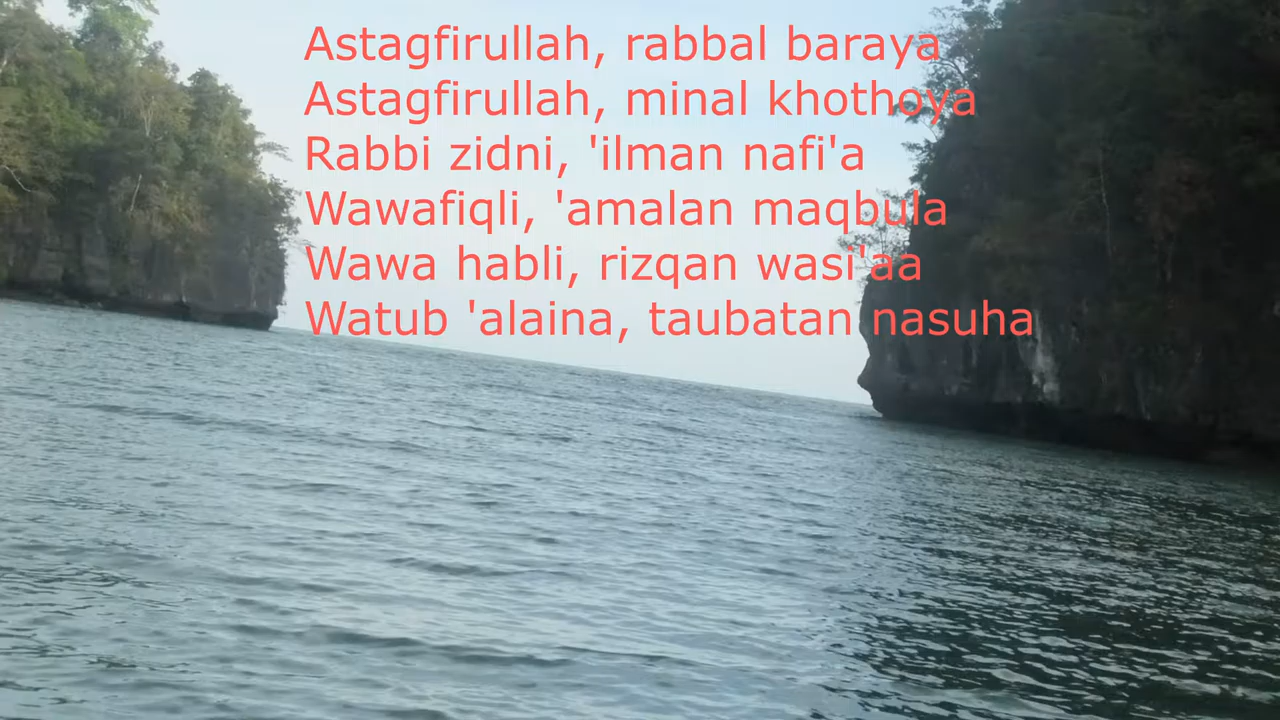 Astagfirullah, rabbal baraya
Astagfirullah, minal khothoya
Rabbi zidni, 'ilman nafi'a
Wawafiqli, 'amalan maqbula
Wawa habli, rizqan wasi'aa
Watub 'alaina, taubatan nasuha